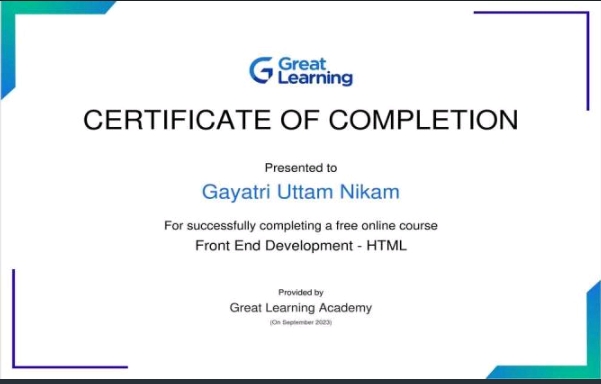 Great
Learning
CERTIFICATE OF COMPLETION
Presented to
Gayatri Uttam Nikam
For successfully completing a free online course
Front End Development - HTML
Provided by
Great Learning Academy
(On September 2023)